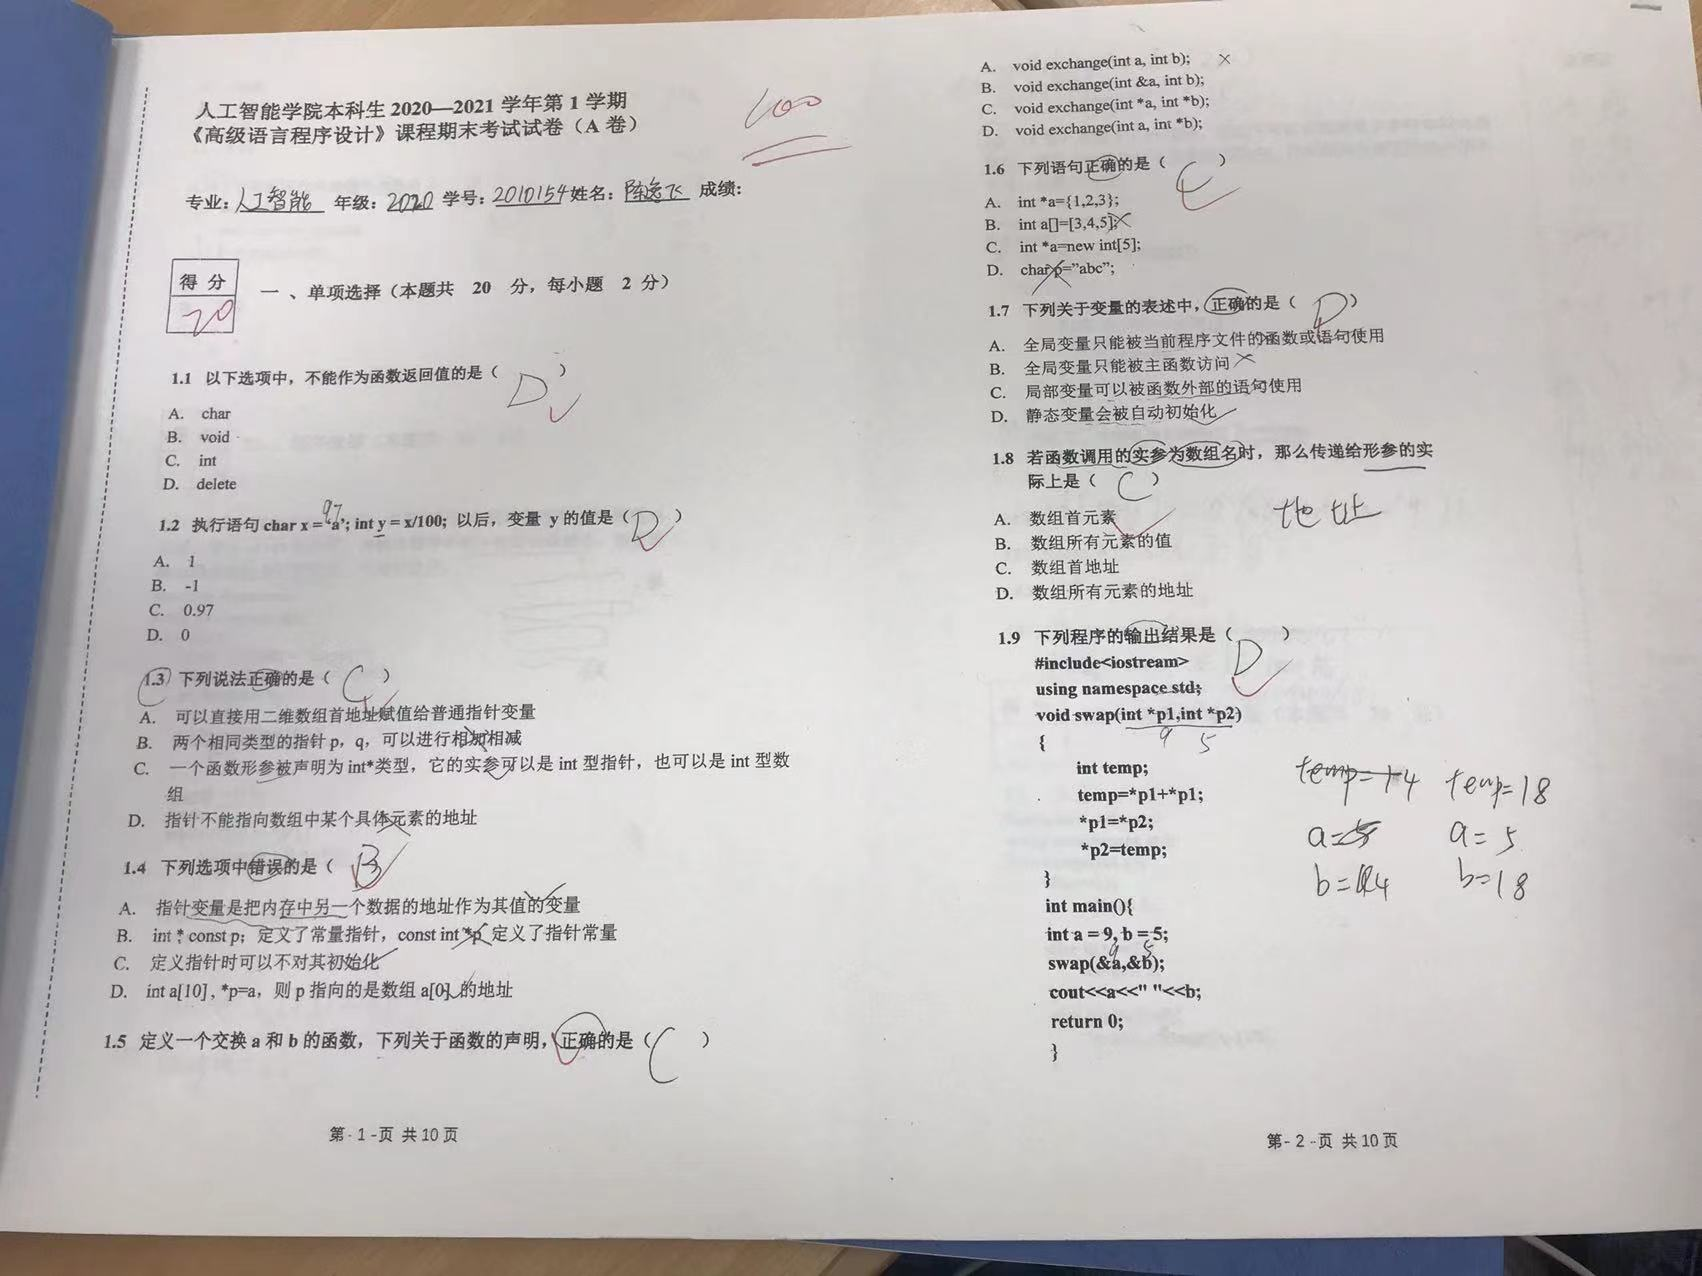 人工智能学院本科生 2020—2021 学年第 1 学期
《高级语言程序设计》课程期末考试试卷（A 卷）
100
专业：人工智能 年级：2020 学号：2010154 姓名：陈逸飞 成绩：
得 分
20
一 、单项选择（本题共 20 分，每小题 2 分）
1.1 以下选项中，不能作为函数返回值的是（ D ）
A. char
B. void
C. int
D. delete
97
1.2 执行语句 char x = ‘a’; int y = x/100; 以后，变量 y 的值是（ D ）
A. 1
B. -1
C. 0.97
D. 0
1.3 下列说法正确的是（ C ）
A. 可以直接用二维数组首地址赋值给普通指针变量
B. 两个相同类型的指针 p，q，可以进行相加相减
C. 一个函数形参被声明为 int*类型，它的实参可以是 int 型指针，也可以是 int 型数
组
D. 指针不能指向数组中某个具体元素的地址
1.4 下列选项中错误的是（ B
A. 指针变量是把内存中另一个数据的地址作为其值的变量
B. int * const p；定义了常量指针，const int *p 定义了指针常量
C. 定义指针时可以不对其初始化
D. int a[10] , *p=a，则 p 指向的是数组 a[0]的地址
1.5 定义一个交换 a 和 b 的函数，下列关于函数的声明，正确的是（ C ）
第 - 1 -页 共 10 页
A. void exchange(int a, int b); ×
B. void exchange(int &a, int b);
C. void exchange(int *a, int *b);
D. void exchange(int a, int *b);
1.6 下列语句正确的是（ C ）
A. int *a={1,2,3};
B. int a[]=[3,4,5];
C. int *a=new int[5];
D. char p=”abc”;
1.7 下列关于变量的表述中，正确的是（ D ）
A. 全局变量只能被当前程序文件的函数或语句使用
B. 全局变量只能被主函数访问 ×
C. 局部变量可以被函数外部的语句使用
D. 静态变量会被自动初始化
1.8 若函数调用的实参为数组名时，那么传递给形参的实
际上是（ C ）
地址
A. 数组首元素
B. 数组所有元素的值
C. 数组首地址
D. 数组所有元素的地址
1.9 下列程序的输出结果是（ D ）
#include<iostream>
using namespace std;
void swap(int *p1,int *p2)
{ 9 5
int temp;
temp=*p1+*p1;
*p1=*p2;
*p2=temp;
}
temp=14 temp=18
a=5 a=5
b=14 b=18
int main(){
int a = 9, b = 5;
9 5
swap(&a,&b);
cout<<a<<" "<<b;
return 0;
}
第- 2 -页 共 10 页